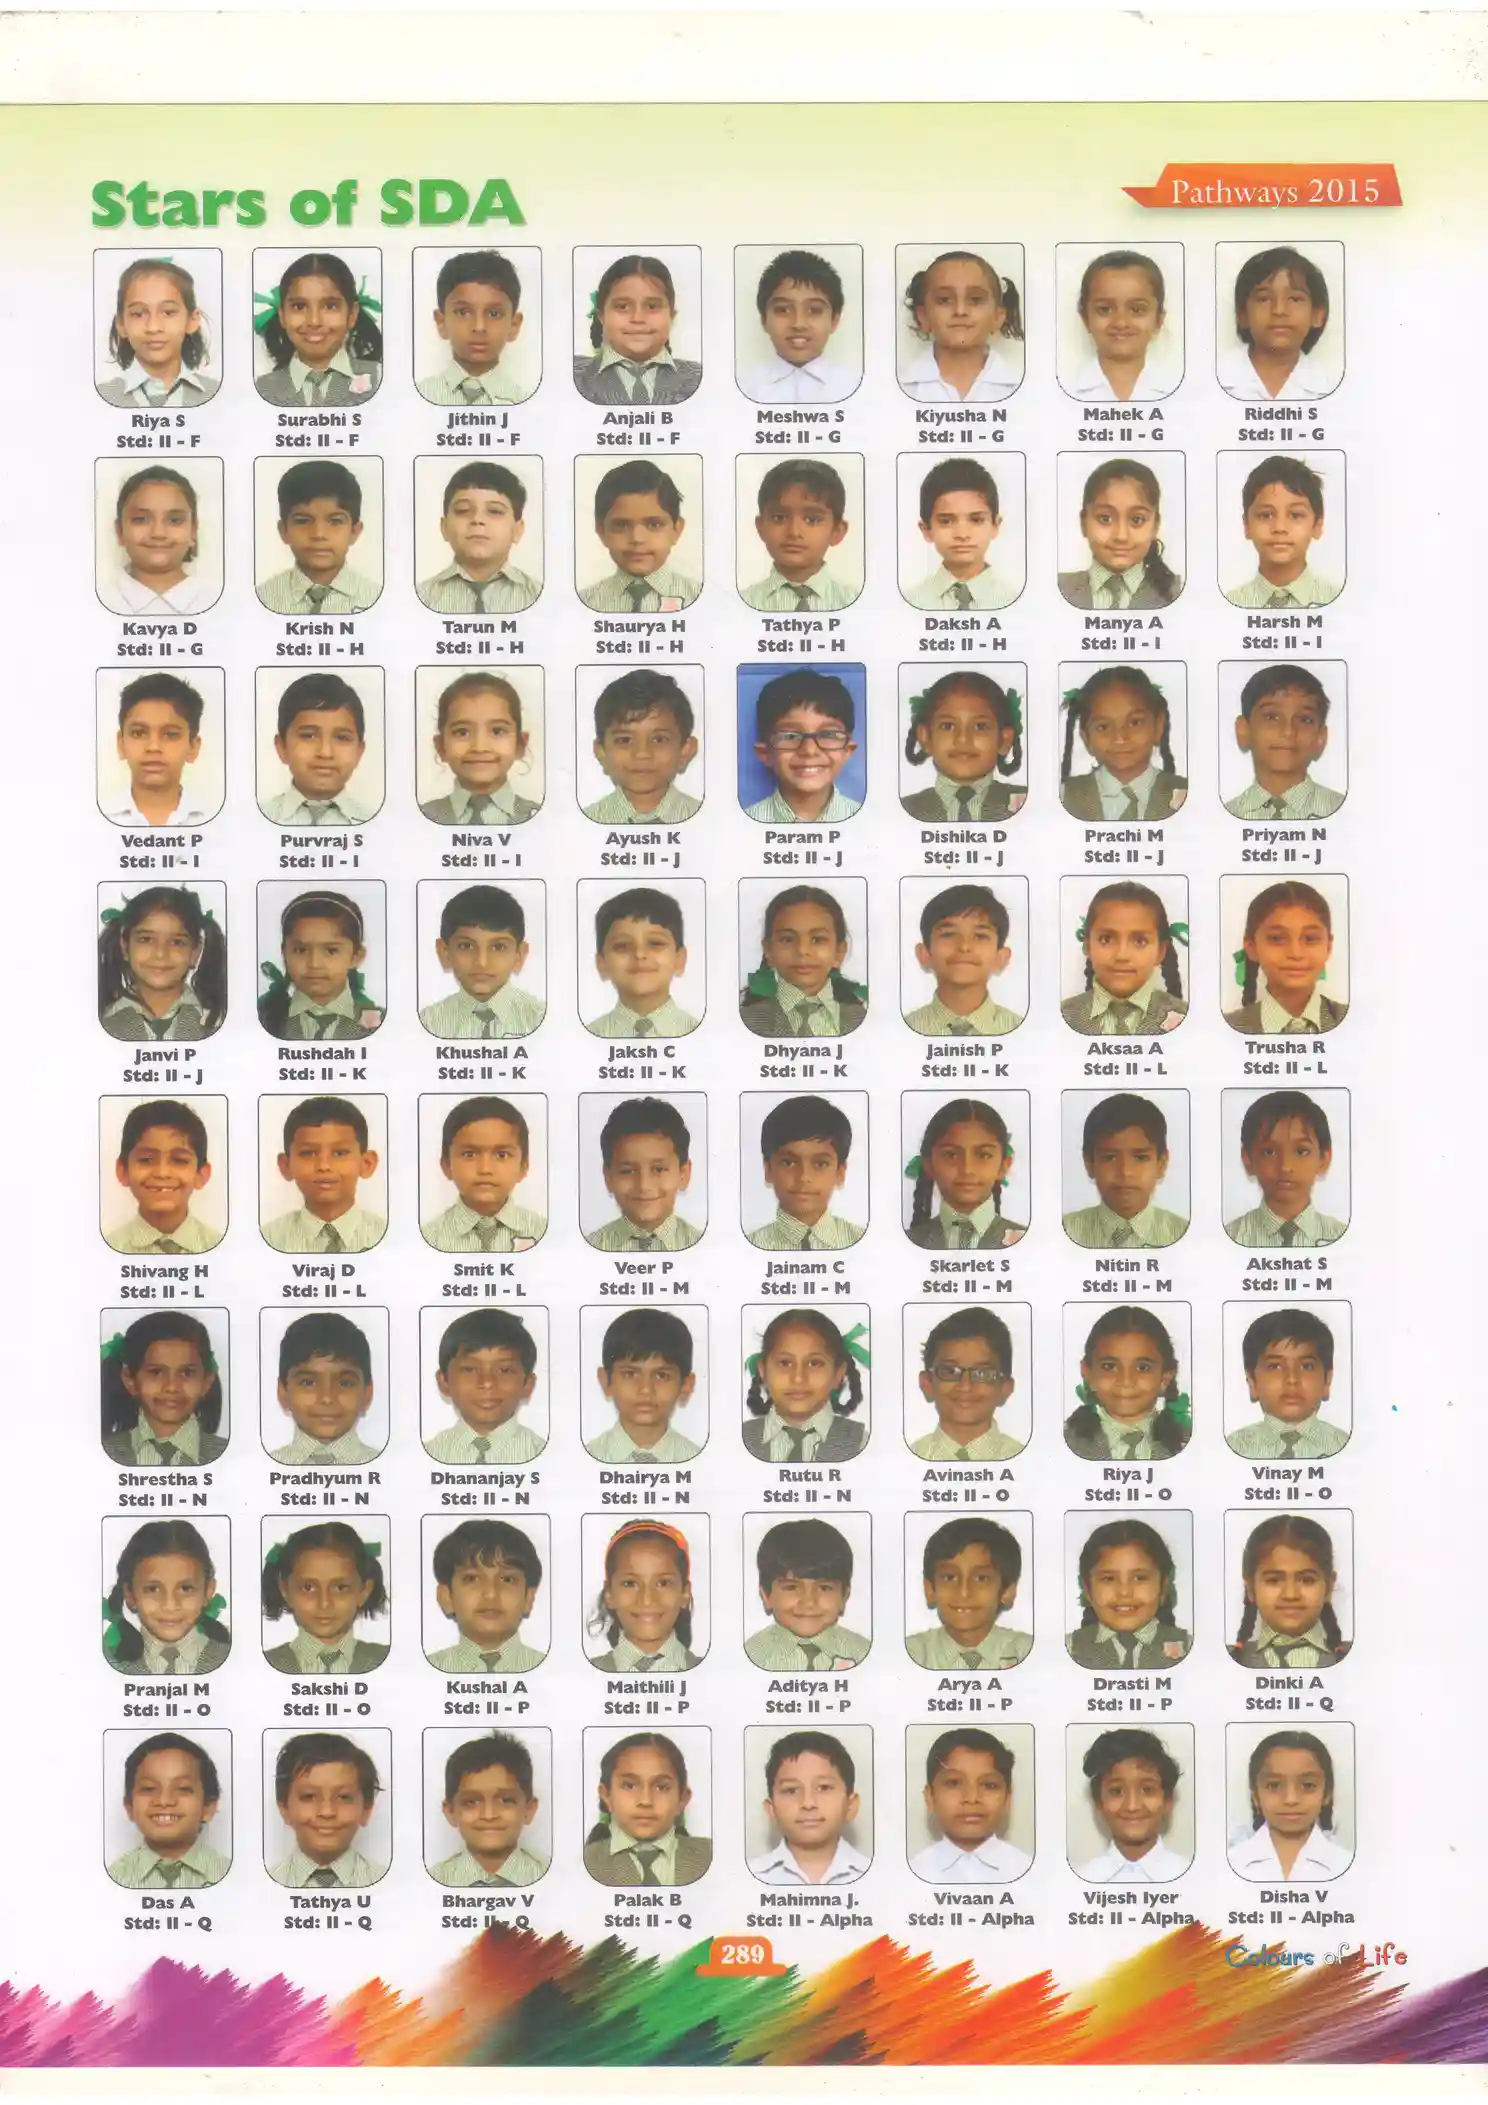 Stars of SDA
Pathways 2015
Riya S Surabhi S Jithin J Anjali B Meshwa S Kiyusha N Mahek A Riddhi S
Std: II - F Std: II - F Std: II - F Std: II - F Std: II - G Std: II - G Std: II - G Std: II - G
Kavya D Krish N Tarun M Shaurya H Tathya P Daksh A Manya A Harsh M
Std: II - G Std: II - H Std: II - H Std: II - H Std: II - H Std: II - H Std: II - I Std: II - I
Vedant P Purvraj S Niva V Ayush K Param P Dishika D Prachi M Priyam N
Std: II - I Std: II - I Std: II - I Std: II - J Std: II - J Std: II - J Std: II - J Std: II - J
Janvi P Rushdah I Khushal A Jaksh C Dhyana J Jainish P Aksaa A Trusha R
Std: II - J Std: II - K Std: II - K Std: II - K Std: II - K Std: II - K Std: II - L Std: II - L
Shivang H Viraj D Smit K Veer P Jainam C Skarlet S Nitin R Akshat S
Std: II - L Std: II - L Std: II - L Std: II - M Std: II - M Std: II - M Std: II - M Std: II - M
Shrestha S Pradhyum R Dhananjay S Dhairya M Rutu R Avinash A Riya J Vinay M
Std: II - N Std: II - N Std: II - N Std: II - N Std: II - N Std: II - O Std: II - O Std: II - O
Pranjal M Sakshi D Kushal A Maithili J Aditya H Arya A Drasti M Dinki A
Std: II - O Std: II - O Std: II - P Std: II - P Std: II - P Std: II - P Std: II - P Std: II - Q
Das A Tathya U Bhargav V Palak B Mahimna J. Vivaan A Vijesh Iyer Disha V
Std: II - Q Std: II - Q Std: II - Q Std: II - Q Std: II - Alpha Std: II - Alpha Std: II - Alpha Std: II - Alpha
289
Colours of Life